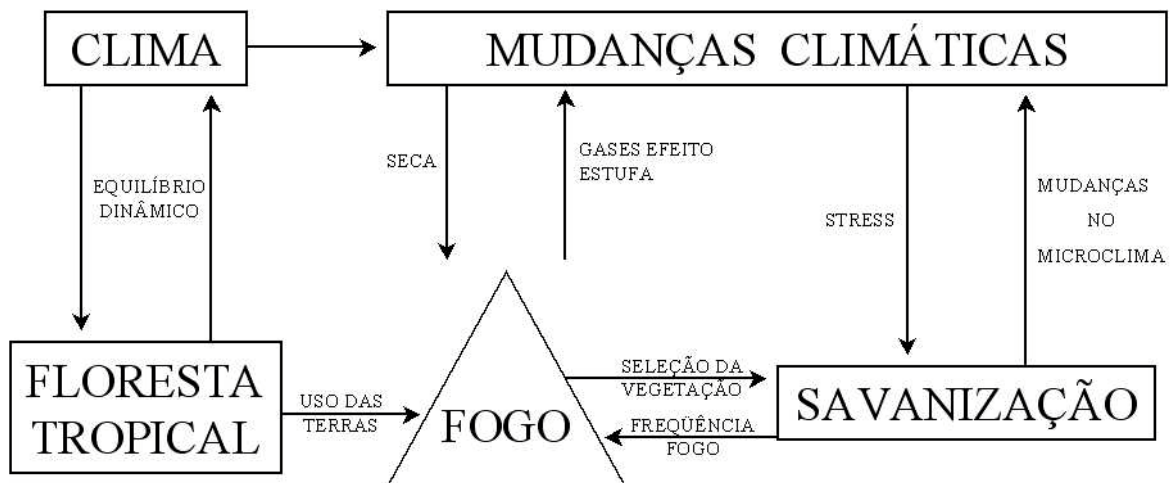 CLIMA
MUDANÇAS CLIMÁTICAS
SECA
GASES EFEITO
ESTUFA
EQUILÍBRIO
DINÂMICO
STRESS
MUDANÇAS
NO
MICROCLIMA
FLORESTA
TROPICAL
USO DAS
TERRAS
FOGO
SELEÇÃO DA
VEGETAÇÃO
FREQÜÊNCIA
FOGO
SAVANIZAÇÃO